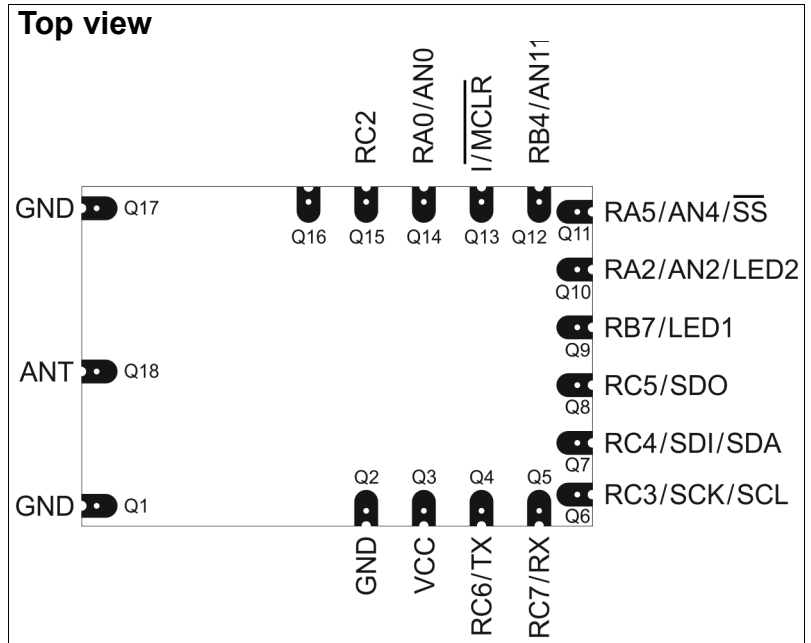 Top view
RC2
RA0/AN0
I/MCLR
RB4/AN11
GND
Q17
Q16
Q15
Q14
Q13
Q12
Q11
RA5/AN4/SS
Q10
RA2/AN2/LED2
Q9
RB7/LED1
ANT
Q18
Q8
RC5/SDO
Q7
RC4/SDI/SDA
GND
Q1
Q2
Q3
Q4
Q5
Q6
RC3/SCK/SCL
GND
VCC
RC6/TX
RC7/RX